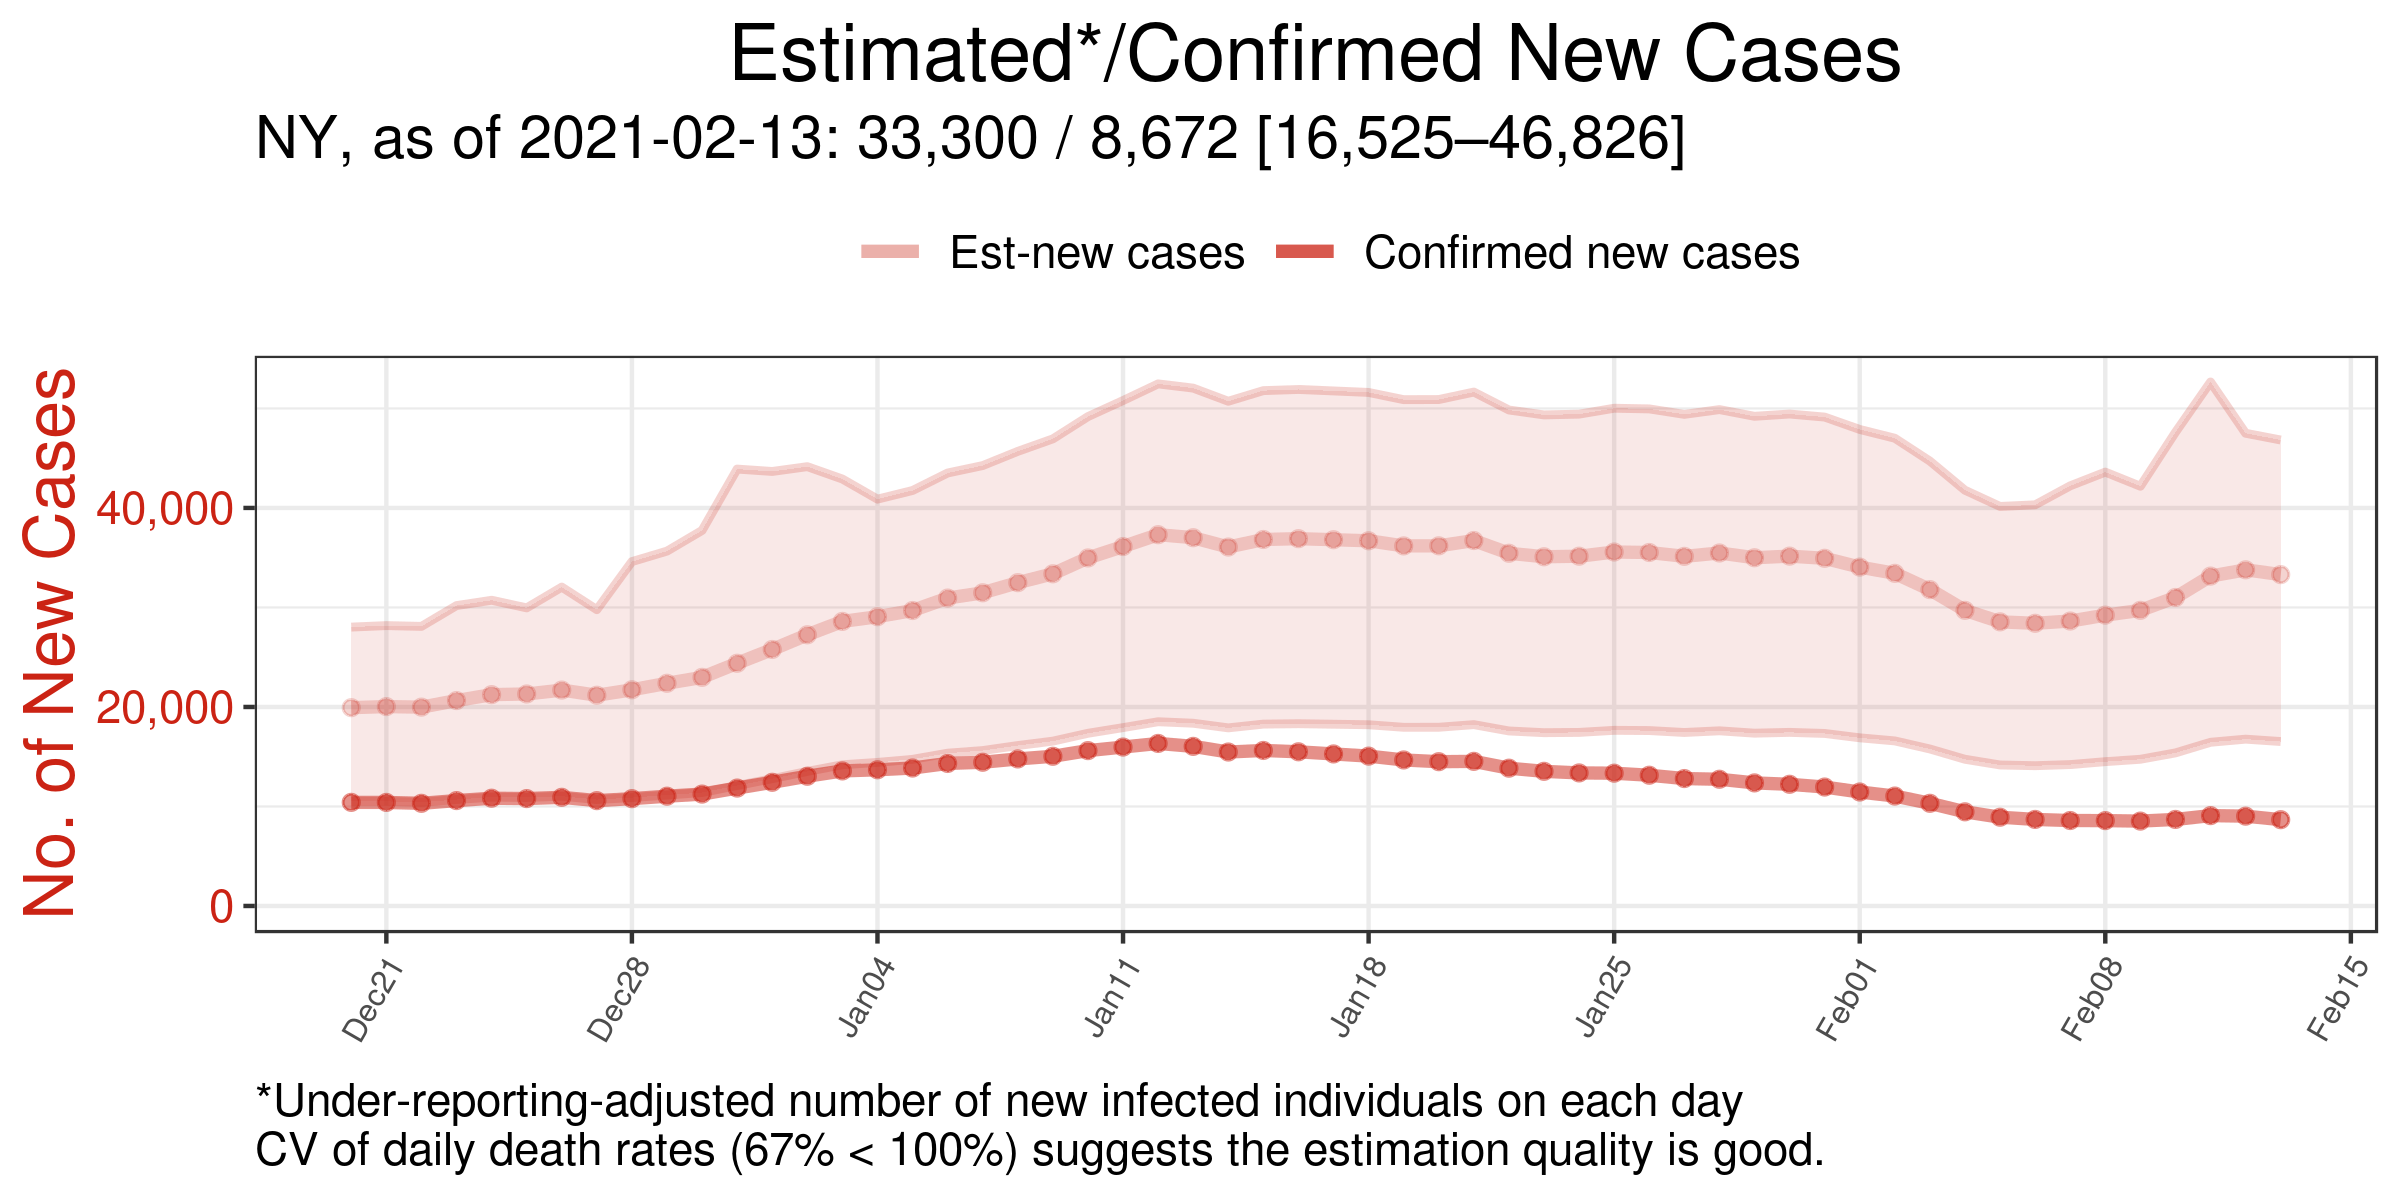 Estimated*/Confirmed New Cases
NY, as of 2021-02-13: 33,300 / 8,672 [16,525–46,826]
Est-new cases Confirmed new cases
No. of New Cases
40,000
20,000
0
Dec21 Dec28 Jan04 Jan11 Jan18 Jan25 Feb01 Feb08 Feb15
*Under-reporting-adjusted number of new infected individuals on each day
CV of daily death rates (67% < 100%) suggests the estimation quality is good.